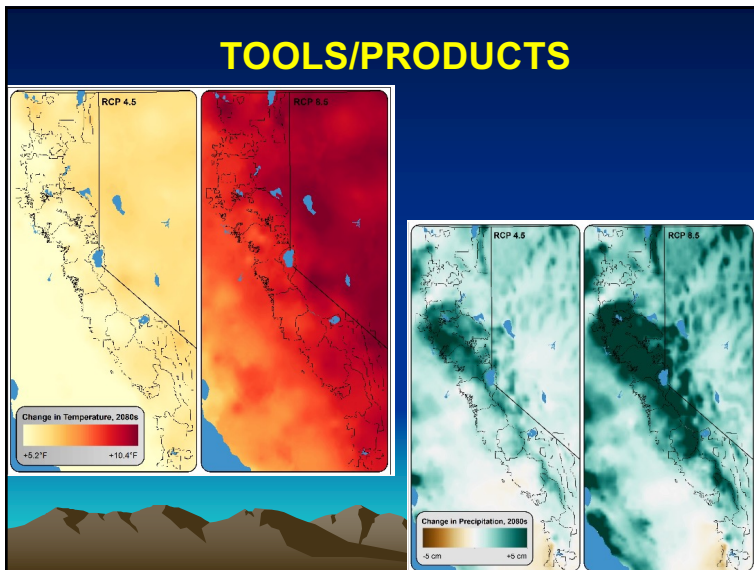 TOOLS/PRODUCTS
RCP 4.5
RCP 8.5
Change in Temperature, 2080s
+5.2°F
+10.4°F
RCP 4.5
RCP 8.5
Change in Precipitation, 2080s
-5 cm
+5 cm